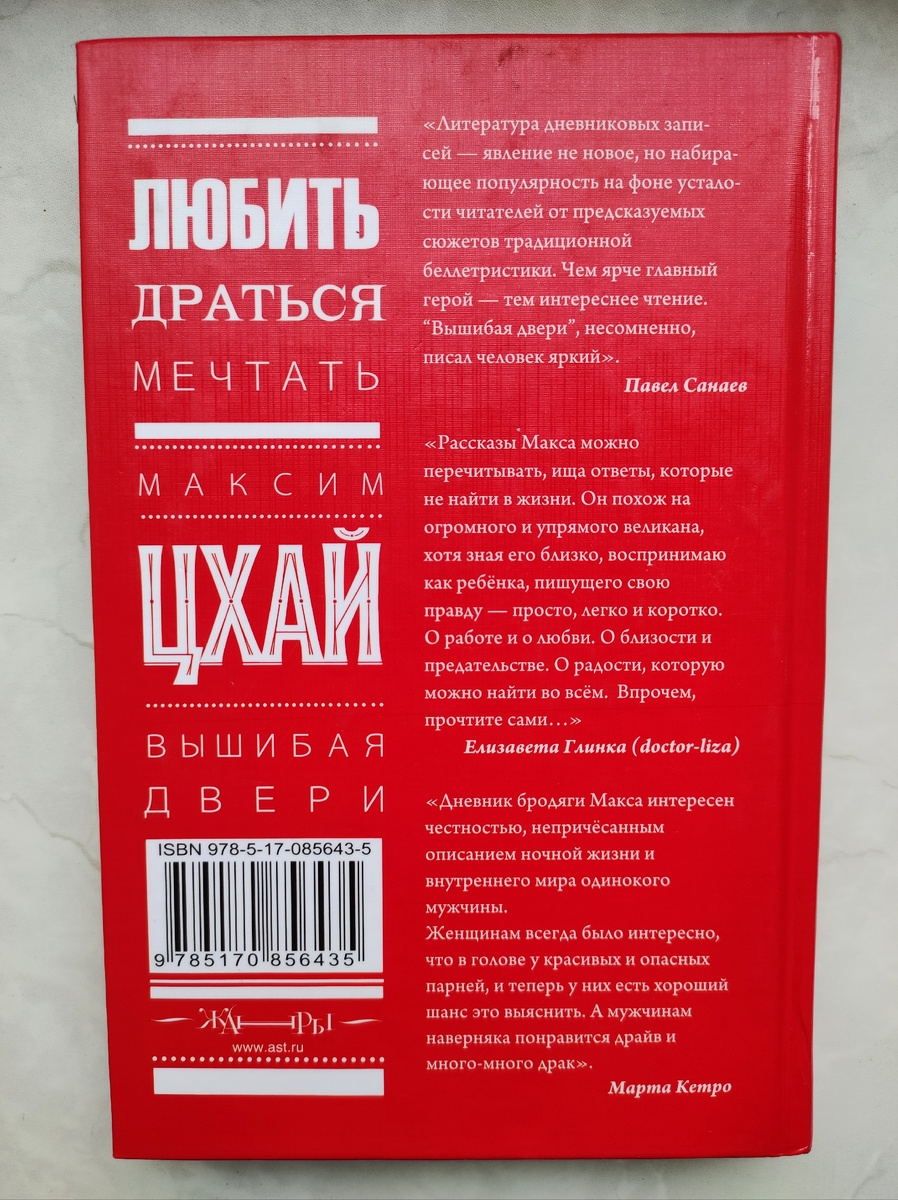 ЛЮБИТЬ
ДРАТЬСЯ
МЕЧТАТЬ
МАКСИМ
ЦХАЙ
ВЫШИБАЯ
ДВЕРИ
ISBN 978-5-17-085643-5
9 785170 856435
ЖАНРЫ
www.ast.ru
«Литература дневниковых запи-
сей — явление не новое, но набира-
ющее популярность на фоне устало-
сти читателей от предсказуемых
сюжетов традиционной
беллетристики. Чем ярче главный
герой — тем интереснее чтение.
“Вышибая двери”, несомненно,
писал человек яркий».
Павел Санаев
«Рассказы Макса можно
перечитывать, ища ответы, которые
не найти в жизни. Он похож на
огромного и упрямого великана,
хотя зная его близко, воспринимаю
как ребёнка, пишущего свою
правду — просто, легко и коротко.
О работе и о любви. О близости и
предательстве. О радости, которую
можно найти во всём. Впрочем,
прочтите сами…»
Елизавета Глинка (doctor-liza)
«Дневник бродяги Макса интересен
честностью, непричёсанным
описанием ночной жизни и
внутреннего мира одинокого
мужчины.
Женщинам всегда было интересно,
что в голове у красивых и опасных
парней, и теперь у них есть хороший
шанс это выяснить. А мужчинам
наверняка понравится драйв и
много-много драк».
Марта Кетро